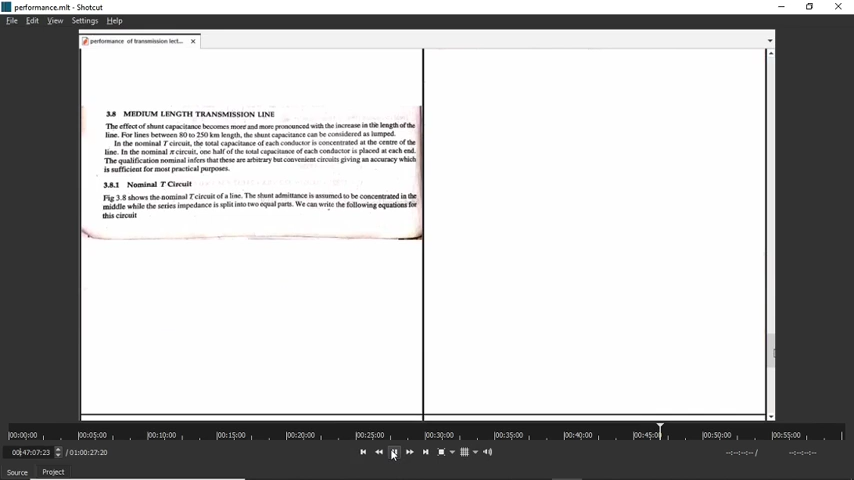 performance.mlt - Shotcut
File Edit View Settings Help
performance of transmission lect...
3.8 MEDIUM LENGTH TRANSMISSION LINE
The effect of shunt capacitance becomes more and more pronounced with the increase in the length of the
line. For lines between 80 to 250 km length, the shunt capacitance can be considered as lumped.
In the nominal T circuit, the total capacitance of each conductor is concentrated at the centre of the
line. In the nominal π circuit, one half of the total capacitance of each conductor is placed at each end.
The qualification nominal infers that these are arbitrary but convenient circuits giving an accuracy which
is sufficient for most practical purposes.
3.8.1 Nominal T Circuit
Fig 3.8 shows the nominal T circuit of a line. The shunt admittance is assumed to be concentrated in the
middle while the series impedance is split into two equal parts. We can write the following equations for
this circuit
00:00:00 00:05:00 00:10:00 00:15:00 00:20:00 00:25:00 00:30:00 00:35:00 00:40:00 00:45:00 00:50:00 00:55:00
00:47:07:23 / 01:00:27:20 --:--:--:-- / --:--:--:--
Source Project